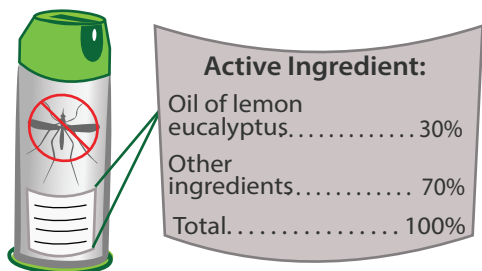 Active Ingredient:
Oil of lemon
eucalyptus............ 30%
Other
ingredients........... 70%
Total................ 100%